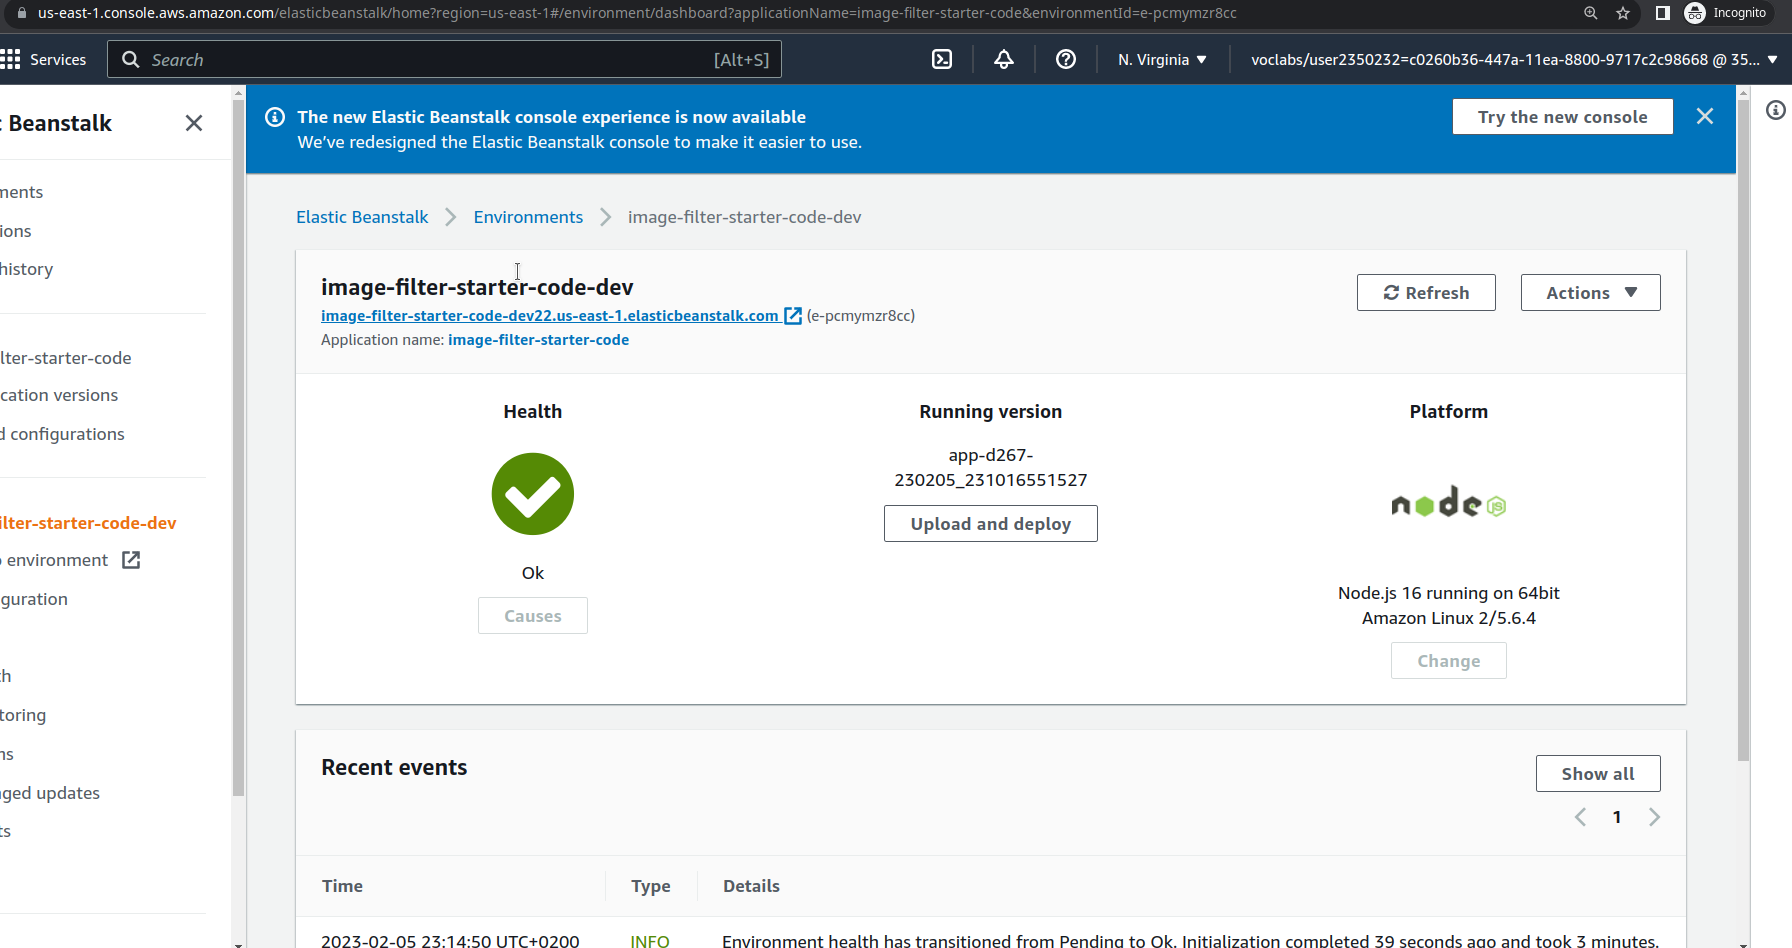 us-east-1.console.aws.amazon.com/elasticbeanstalk/home?region=us-east-1#/environment/dashboard?applicationName=image-filter-starter-code&environmentId=e-pcmymzr8cc
Incognito
Services
Search
[Alt+S]
N. Virginia
voclabs/user2350232=c0260b36-447a-11ea-8800-9717c2c98668 @ 35...
Beanstalk
ments
ions
history
lter-starter-code
cation versions
d configurations
ilter-starter-code-dev
environment
guration
th
toring
ns
aged updates
ts
The new Elastic Beanstalk console experience is now available
We've redesigned the Elastic Beanstalk console to make it easier to use.
Try the new console
Elastic Beanstalk
Environments
image-filter-starter-code-dev
image-filter-starter-code-dev
image-filter-starter-code-dev22.us-east-1.elasticbeanstalk.com (e-pcmymzr8cc)
Application name: image-filter-starter-code
Refresh
Actions
Health
Ok
Causes
Running version
app-d267-
230205_231016551527
Upload and deploy
Platform
node
JS
Node.js 16 running on 64bit
Amazon Linux 2/5.6.4
Change
Recent events
Show all
1
Time
Type
Details
2023-02-05 23:14:50 UTC+0200
INFO
Environment health has transitioned from Pending to Ok. Initialization completed 39 seconds ago and took 3 minutes.